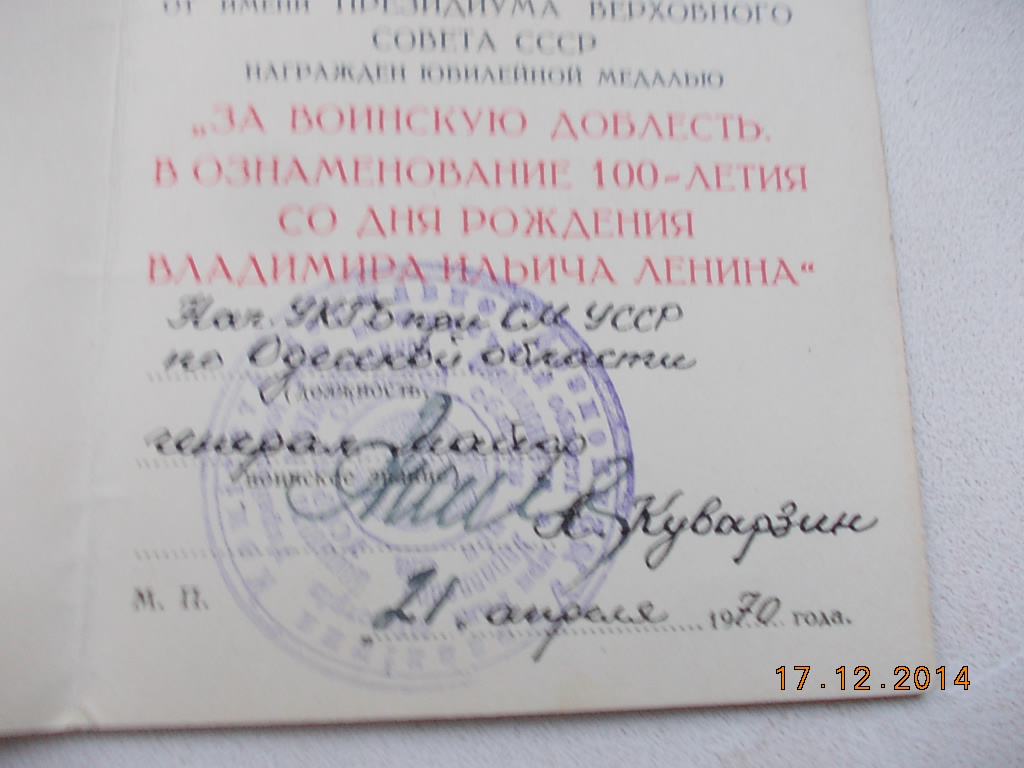 ОТ ИМЕНИ ПРЕЗИДИУМА ВЕРХОВНОГО
СОВЕТА СССР
НАГРАЖДЕН ЮБИЛЕЙНОЙ МЕДАЛЬЮ
„ЗА ВОИНСКУЮ ДОБЛЕСТЬ.
В ОЗНАМЕНОВАНИЕ 100-ЛЕТИЯ
СО ДНЯ РОЖДЕНИЯ
ВЛАДИМИРА ИЛЬИЧА ЛЕНИНА“
Нач. УКГБ при СМ УССР
по Одесской области
(должность)
генерал-майор
(воинское звание)
А. Куварзин
М. П.
„21. апреля 1970 года.
17.12.2014